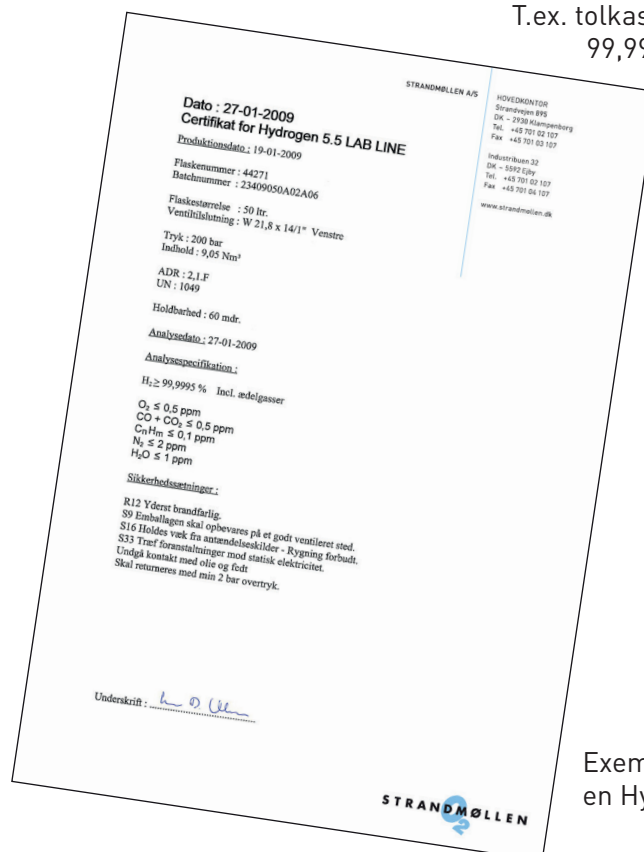 T.ex. tolkas
99,99
STRANDMØLLEN A/S
HOVEDKONTOR
Strandvejen 895
DK – 2930 Klampenborg
Tel. +45 701 02 107
Fax +45 701 03 107
Industribuen 32
DK – 5592 Ejby
Tel. +45 701 02 107
Fax +45 701 04 107
www.strandmollen.dk
Dato : 27-01-2009
Certifikat for Hydrogen 5.5 LAB LINE
Produktionsdato : 19-01-2009
Flaskenummer : 44271
Batchnummer : 23409050A02A06
Flaskestørrelse : 50 ltr.
Ventiltilslutning : W 21,8 x 14/1" Venstre
Tryk : 200 bar
Indhold : 9,05 Nm³
ADR : 2,1.F
UN : 1049
Holdbarhed : 60 mdr.
Analysedato : 27-01-2009
Analysespecifikation :
H₂ ≥ 99,9995 % Incl. ædelgasser
O₂ ≤ 0,5 ppm
CO + CO₂ ≤ 0,5 ppm
CnHm ≤ 0,1 ppm
N₂ ≤ 2 ppm
H₂O ≤ 1 ppm
Sikkerhedssætninger :
R12 Yderst brandfarlig.
S9 Emballagen skal opbevares på et godt ventileret sted.
S16 Holdes væk fra antændelseskilder - Rygning forbudt.
S33 Træf foranstaltninger mod statisk elektricitet.
Undgå kontakt med olie og fedt
Skal returneres med min 2 bar overtryk.
Underskrift :
STRANDMØLLEN
O₂
Exem
en Hy